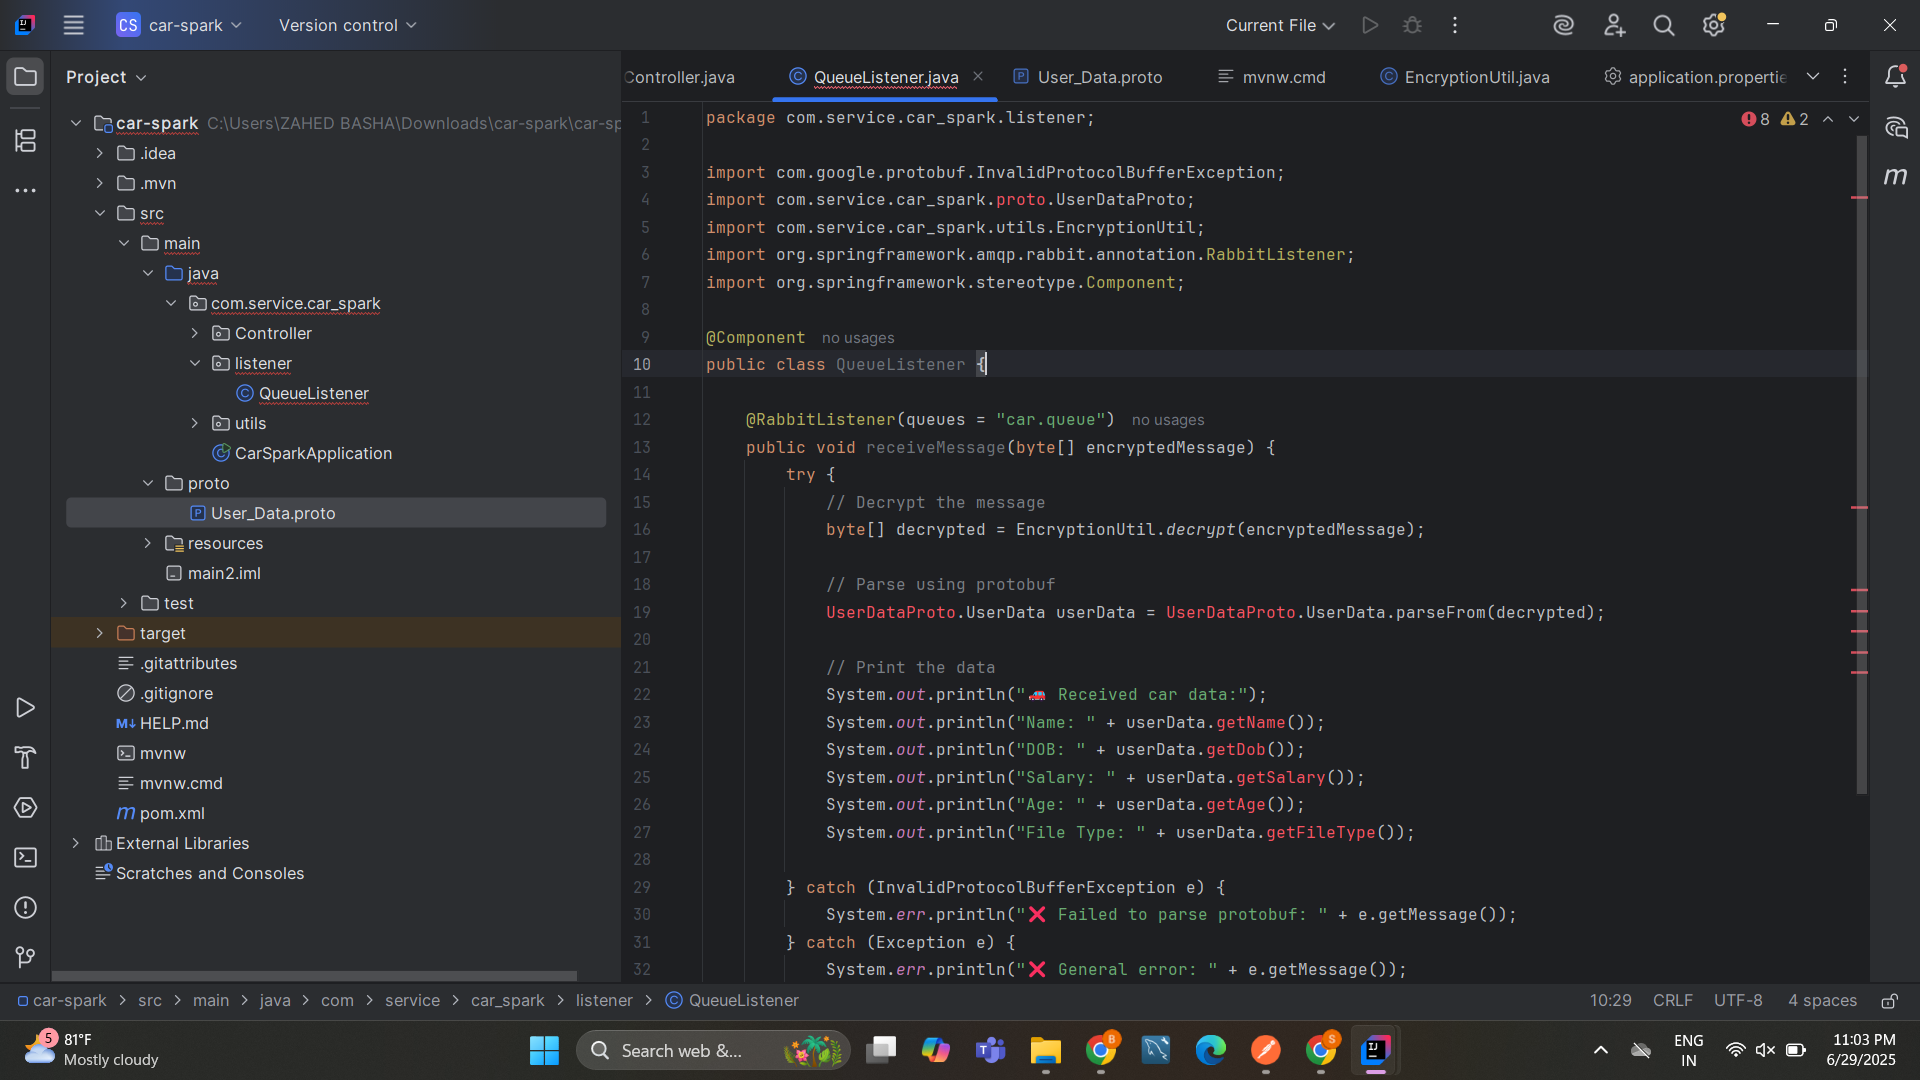 CS car-spark Version control Current File
Project
car-spark C:\Users\ZAHED BASHA\Downloads\car-spark\car-sp
.idea
.mvn
src
main
java
com.service.car_spark
Controller
listener
QueueListener
utils
CarSparkApplication
proto
User_Data.proto
resources
main2.iml
test
target
.gitattributes
.gitignore
HELP.md
mvnw
mvnw.cmd
pom.xml
External Libraries
Scratches and Consoles
Controller.java QueueListener.java User_Data.proto mvnw.cmd EncryptionUtil.java application.propertie
8 2
1 package com.service.car_spark.listener;
2
3 import com.google.protobuf.InvalidProtocolBufferException;
4 import com.service.car_spark.proto.UserDataProto;
5 import com.service.car_spark.utils.EncryptionUtil;
6 import org.springframework.amqp.rabbit.annotation.RabbitListener;
7 import org.springframework.stereotype.Component;
8
9 @Component no usages
10 public class QueueListener {
11
12 @RabbitListener(queues = "car.queue") no usages
13 public void receiveMessage(byte[] encryptedMessage) {
14 try {
15 // Decrypt the message
16 byte[] decrypted = EncryptionUtil.decrypt(encryptedMessage);
17
18 // Parse using protobuf
19 UserDataProto.UserData userData = UserDataProto.UserData.parseFrom(decrypted);
20
21 // Print the data
22 System.out.println("🚗 Received car data:");
23 System.out.println("Name: " + userData.getName());
24 System.out.println("DOB: " + userData.getDob());
25 System.out.println("Salary: " + userData.getSalary());
26 System.out.println("Age: " + userData.getAge());
27 System.out.println("File Type: " + userData.getFileType());
28
29 } catch (InvalidProtocolBufferException e) {
30 System.err.println("❌ Failed to parse protobuf: " + e.getMessage());
31 } catch (Exception e) {
32 System.err.println("❌ General error: " + e.getMessage());
car-spark > src > main > java > com > service > car_spark > listener > QueueListener 10:29 CRLF UTF-8 4 spaces
5 81°F
Mostly cloudy
Search web &...
ENG
IN
11:03 PM
6/29/2025